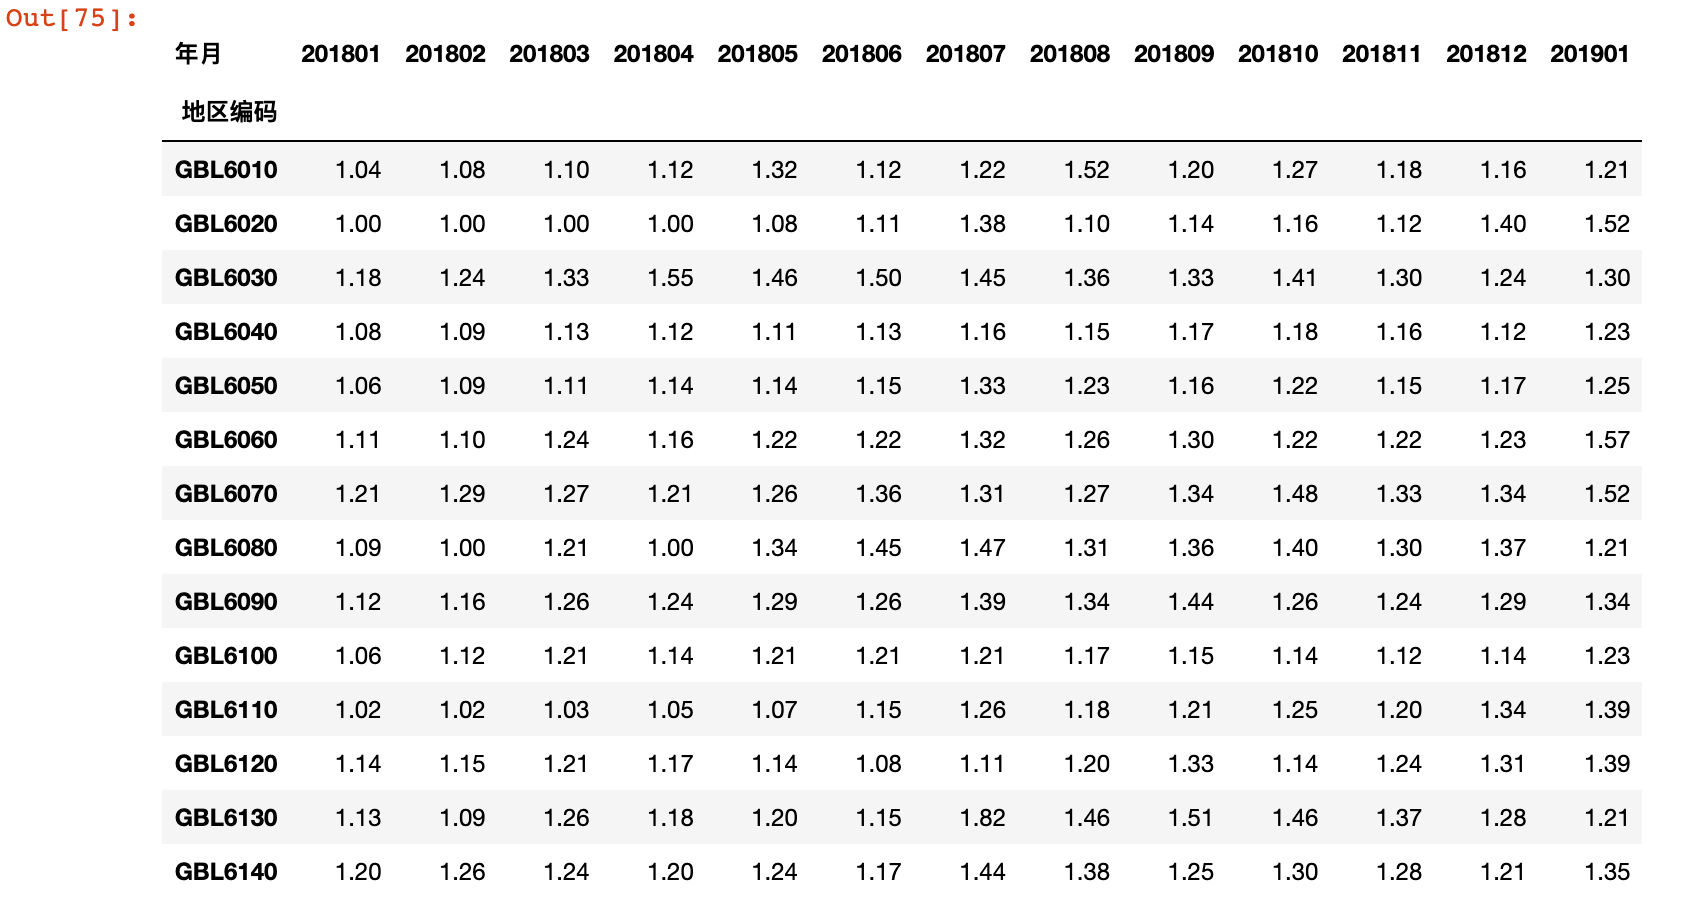 Out[75]:
年月 201801 201802 201803 201804 201805 201806 201807 201808 201809 201810 201811 201812 201901
地区编码
GBL6010 1.04 1.08 1.10 1.12 1.32 1.12 1.22 1.52 1.20 1.27 1.18 1.16 1.21
GBL6020 1.00 1.00 1.00 1.00 1.08 1.11 1.38 1.10 1.14 1.16 1.12 1.40 1.52
GBL6030 1.18 1.24 1.33 1.55 1.46 1.50 1.45 1.36 1.33 1.41 1.30 1.24 1.30
GBL6040 1.08 1.09 1.13 1.12 1.11 1.13 1.16 1.15 1.17 1.18 1.16 1.12 1.23
GBL6050 1.06 1.09 1.11 1.14 1.14 1.15 1.33 1.23 1.16 1.22 1.15 1.17 1.25
GBL6060 1.11 1.10 1.24 1.16 1.22 1.22 1.32 1.26 1.30 1.22 1.22 1.23 1.57
GBL6070 1.21 1.29 1.27 1.21 1.26 1.36 1.31 1.27 1.34 1.48 1.33 1.34 1.52
GBL6080 1.09 1.00 1.21 1.00 1.34 1.45 1.47 1.31 1.36 1.40 1.30 1.37 1.21
GBL6090 1.12 1.16 1.26 1.24 1.29 1.26 1.39 1.34 1.44 1.26 1.24 1.29 1.34
GBL6100 1.06 1.12 1.21 1.14 1.21 1.21 1.21 1.17 1.15 1.14 1.12 1.14 1.23
GBL6110 1.02 1.02 1.03 1.05 1.07 1.15 1.26 1.18 1.21 1.25 1.20 1.34 1.39
GBL6120 1.14 1.15 1.21 1.17 1.14 1.08 1.11 1.20 1.33 1.14 1.24 1.31 1.39
GBL6130 1.13 1.09 1.26 1.18 1.20 1.15 1.82 1.46 1.51 1.46 1.37 1.28 1.21
GBL6140 1.20 1.26 1.24 1.20 1.24 1.17 1.44 1.38 1.25 1.30 1.28 1.21 1.35